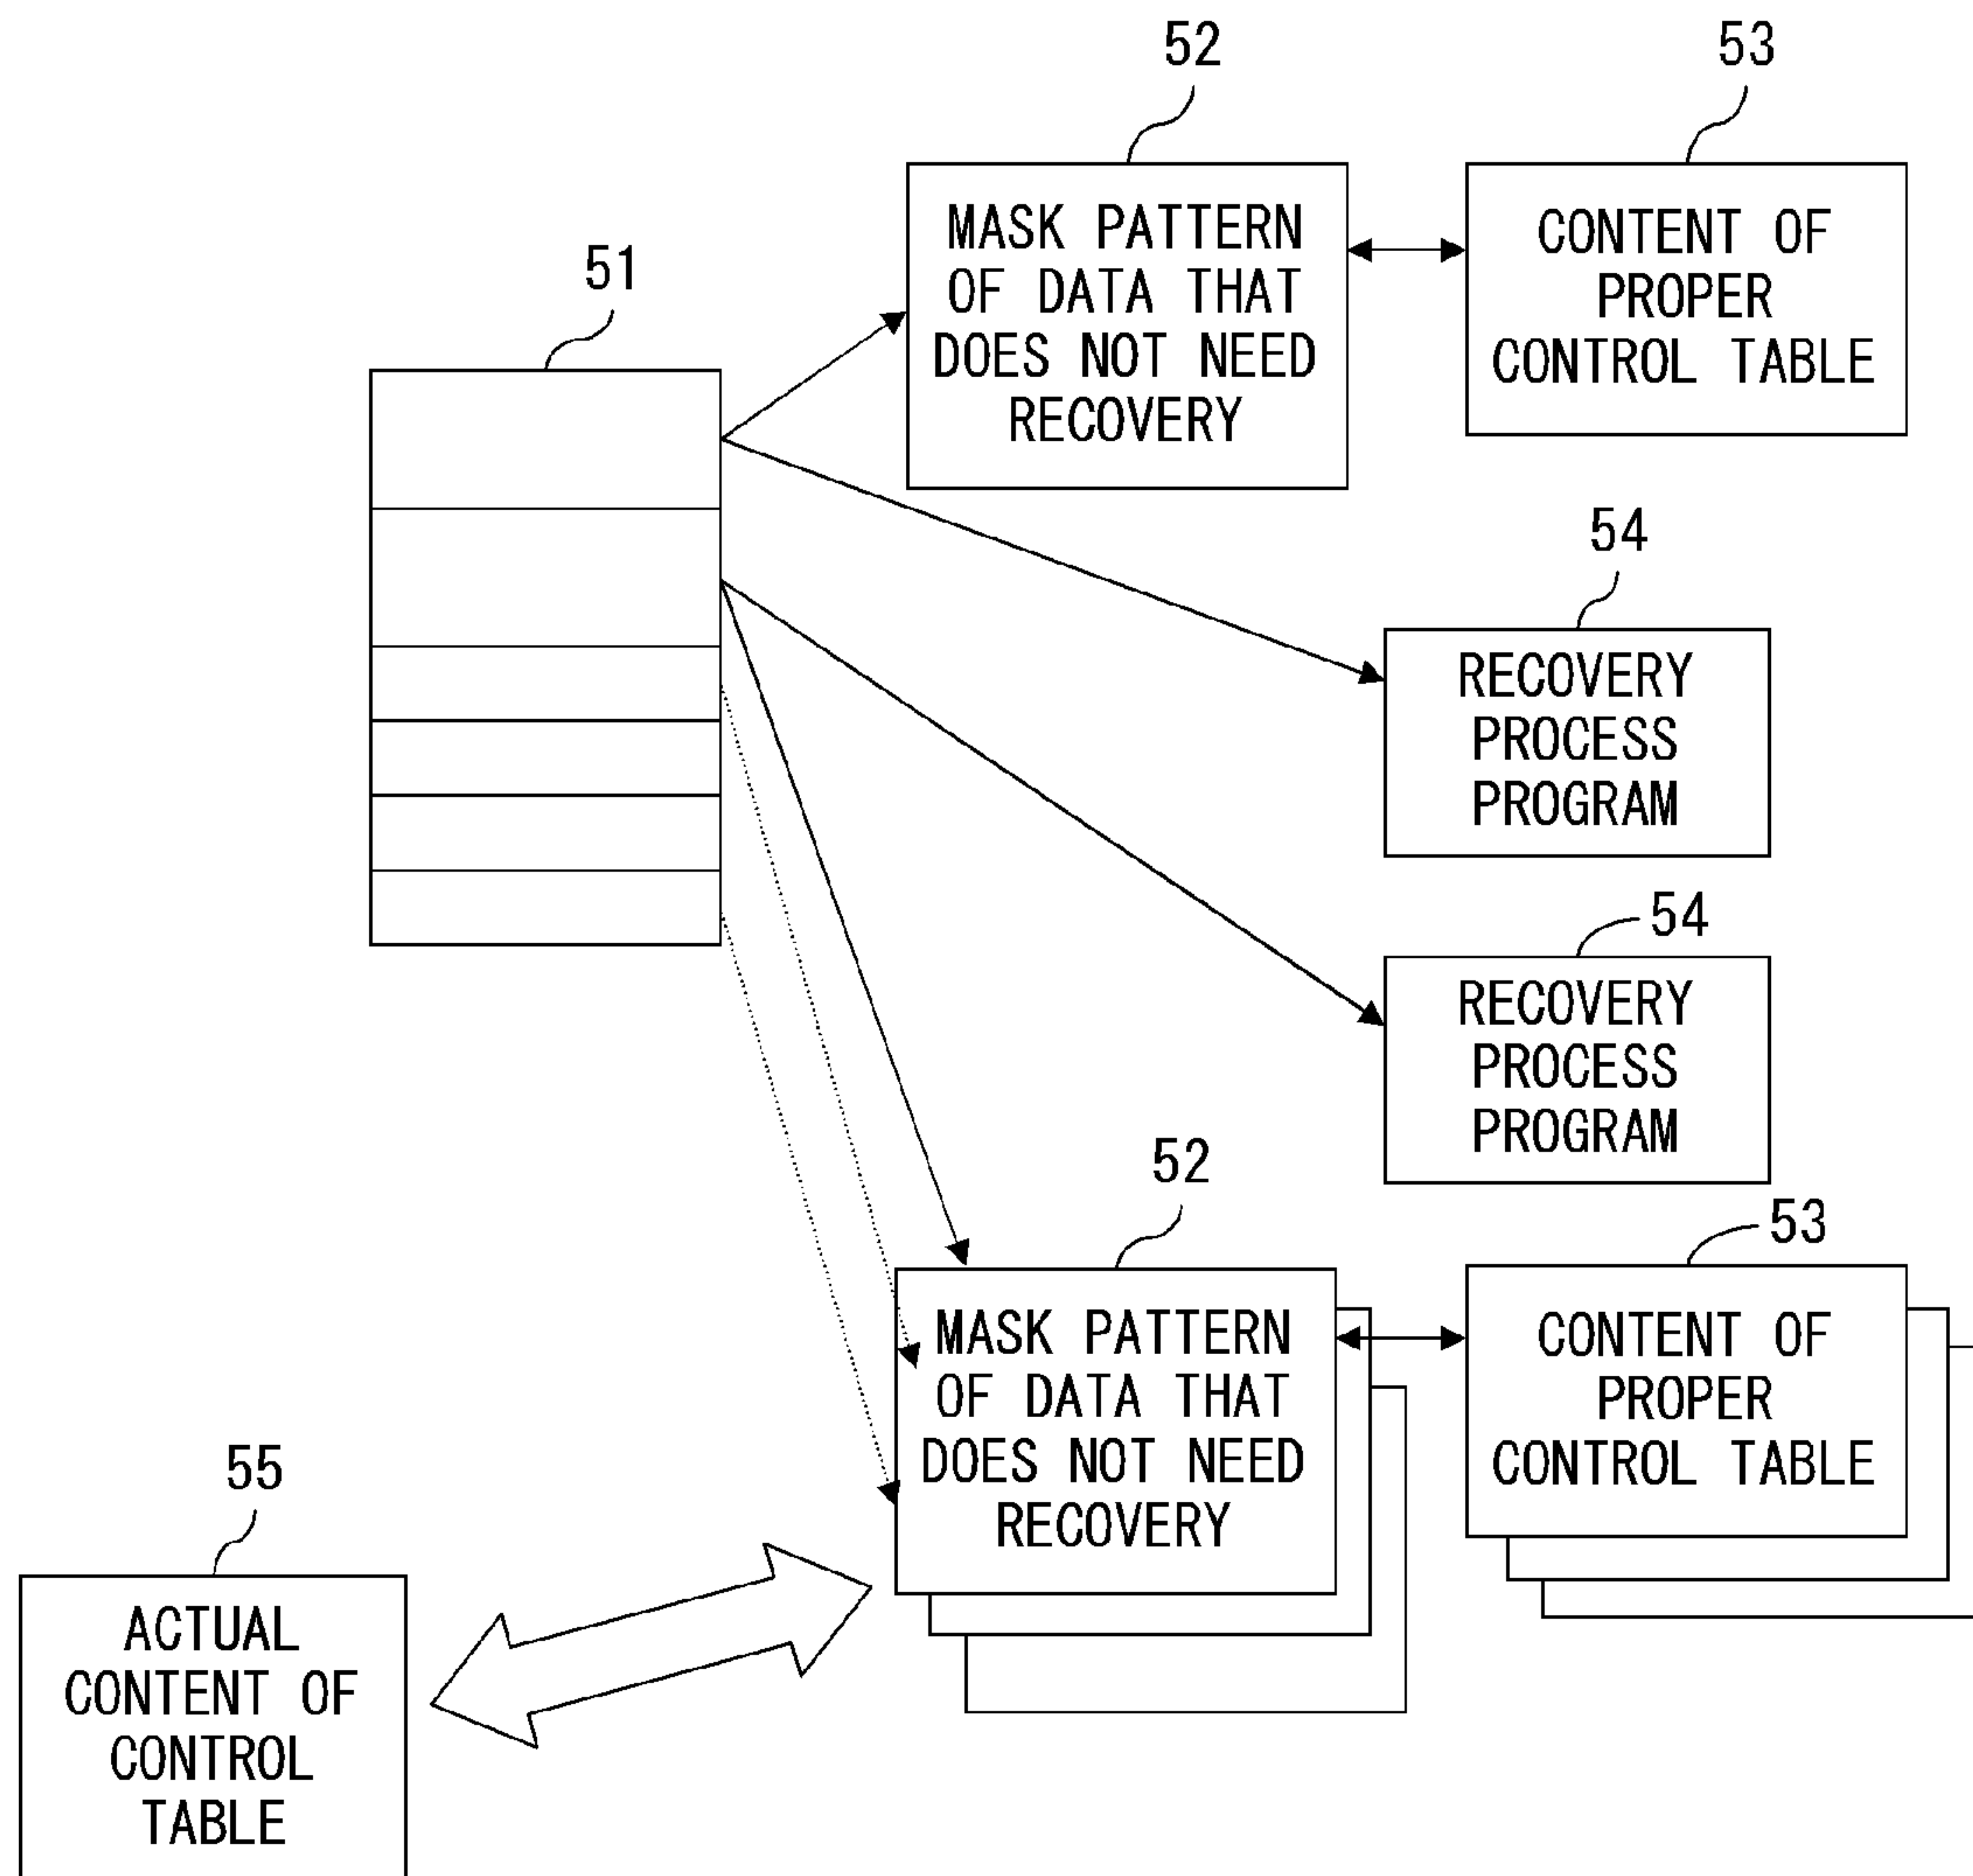 52
53
MASK PATTERN
OF DATA THAT
DOES NOT NEED
RECOVERY
CONTENT OF
PROPER
CONTROL TABLE
51
54
RECOVERY
PROCESS
PROGRAM
54
RECOVERY
PROCESS
PROGRAM
52
53
MASK PATTERN
OF DATA THAT
DOES NOT NEED
RECOVERY
CONTENT OF
PROPER
CONTROL TABLE
55
ACTUAL
CONTENT OF
CONTROL
TABLE